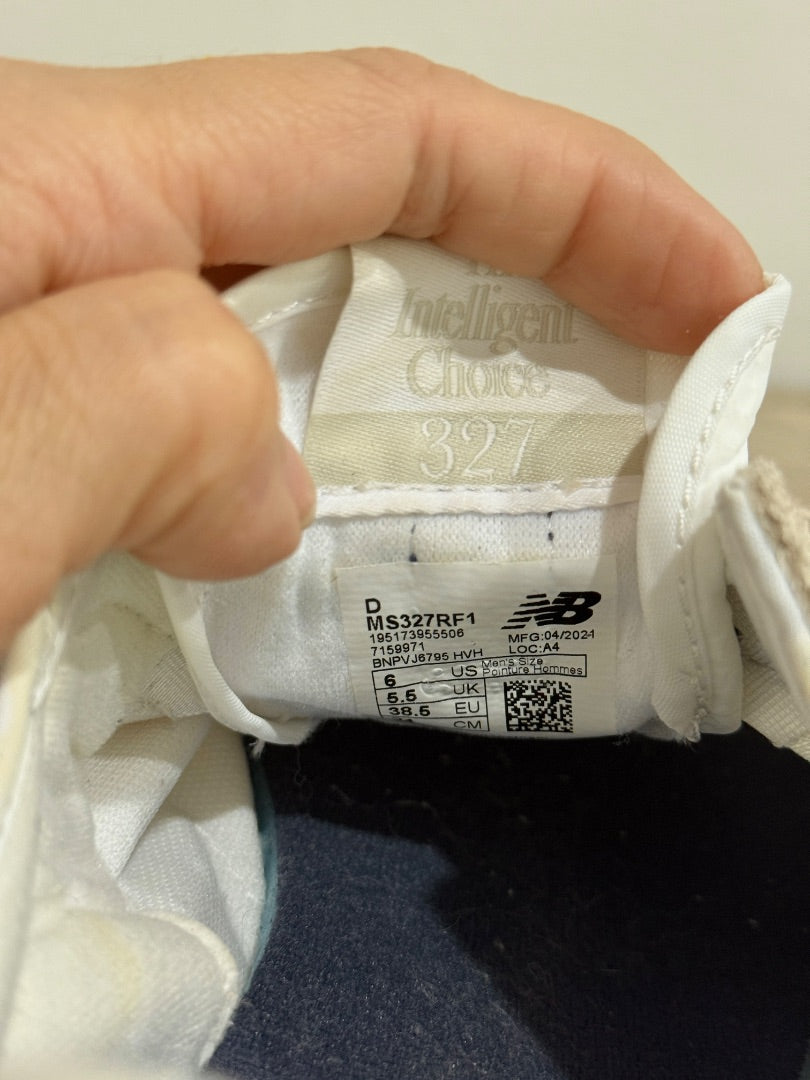 Intelligent
Choice
327
D
MS327RF1
195173955506
7159971
BNPVJ6795 HVH
NB
MFG:04/2021
LOC:A4
6 US Men's Size
Pointure Hommes
5.5 UK
38.5 EU
CM